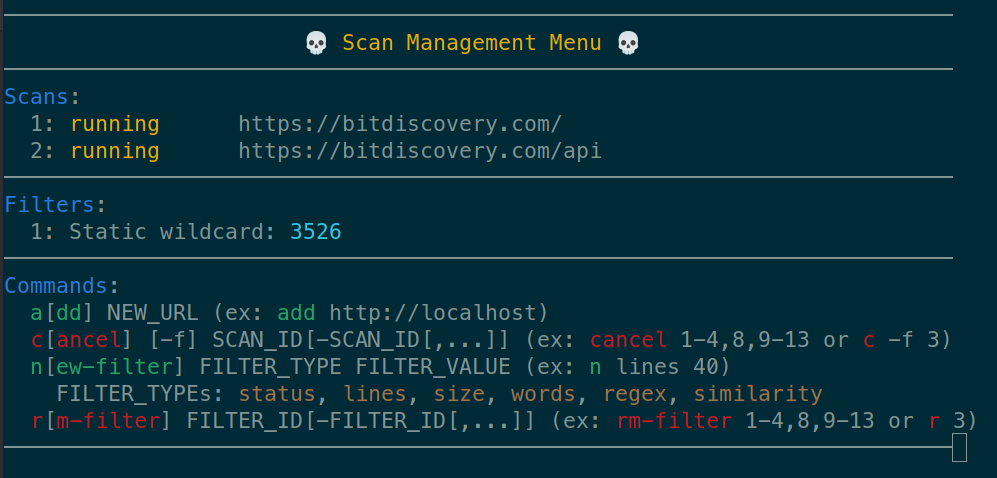 💀 Scan Management Menu 💀
Scans:
1: running https://bitdiscovery.com/
2: running https://bitdiscovery.com/api
Filters:
1: Static wildcard: 3526
Commands:
a[dd] NEW_URL (ex: add http://localhost)
c[ancel] [-f] SCAN_ID[-SCAN_ID[,...]] (ex: cancel 1-4,8,9-13 or c -f 3)
n[ew-filter] FILTER_TYPE FILTER_VALUE (ex: n lines 40)
FILTER_TYPEs: status, lines, size, words, regex, similarity
r[m-filter] FILTER_ID[-FILTER_ID[,...]] (ex: rm-filter 1-4,8,9-13 or r 3)